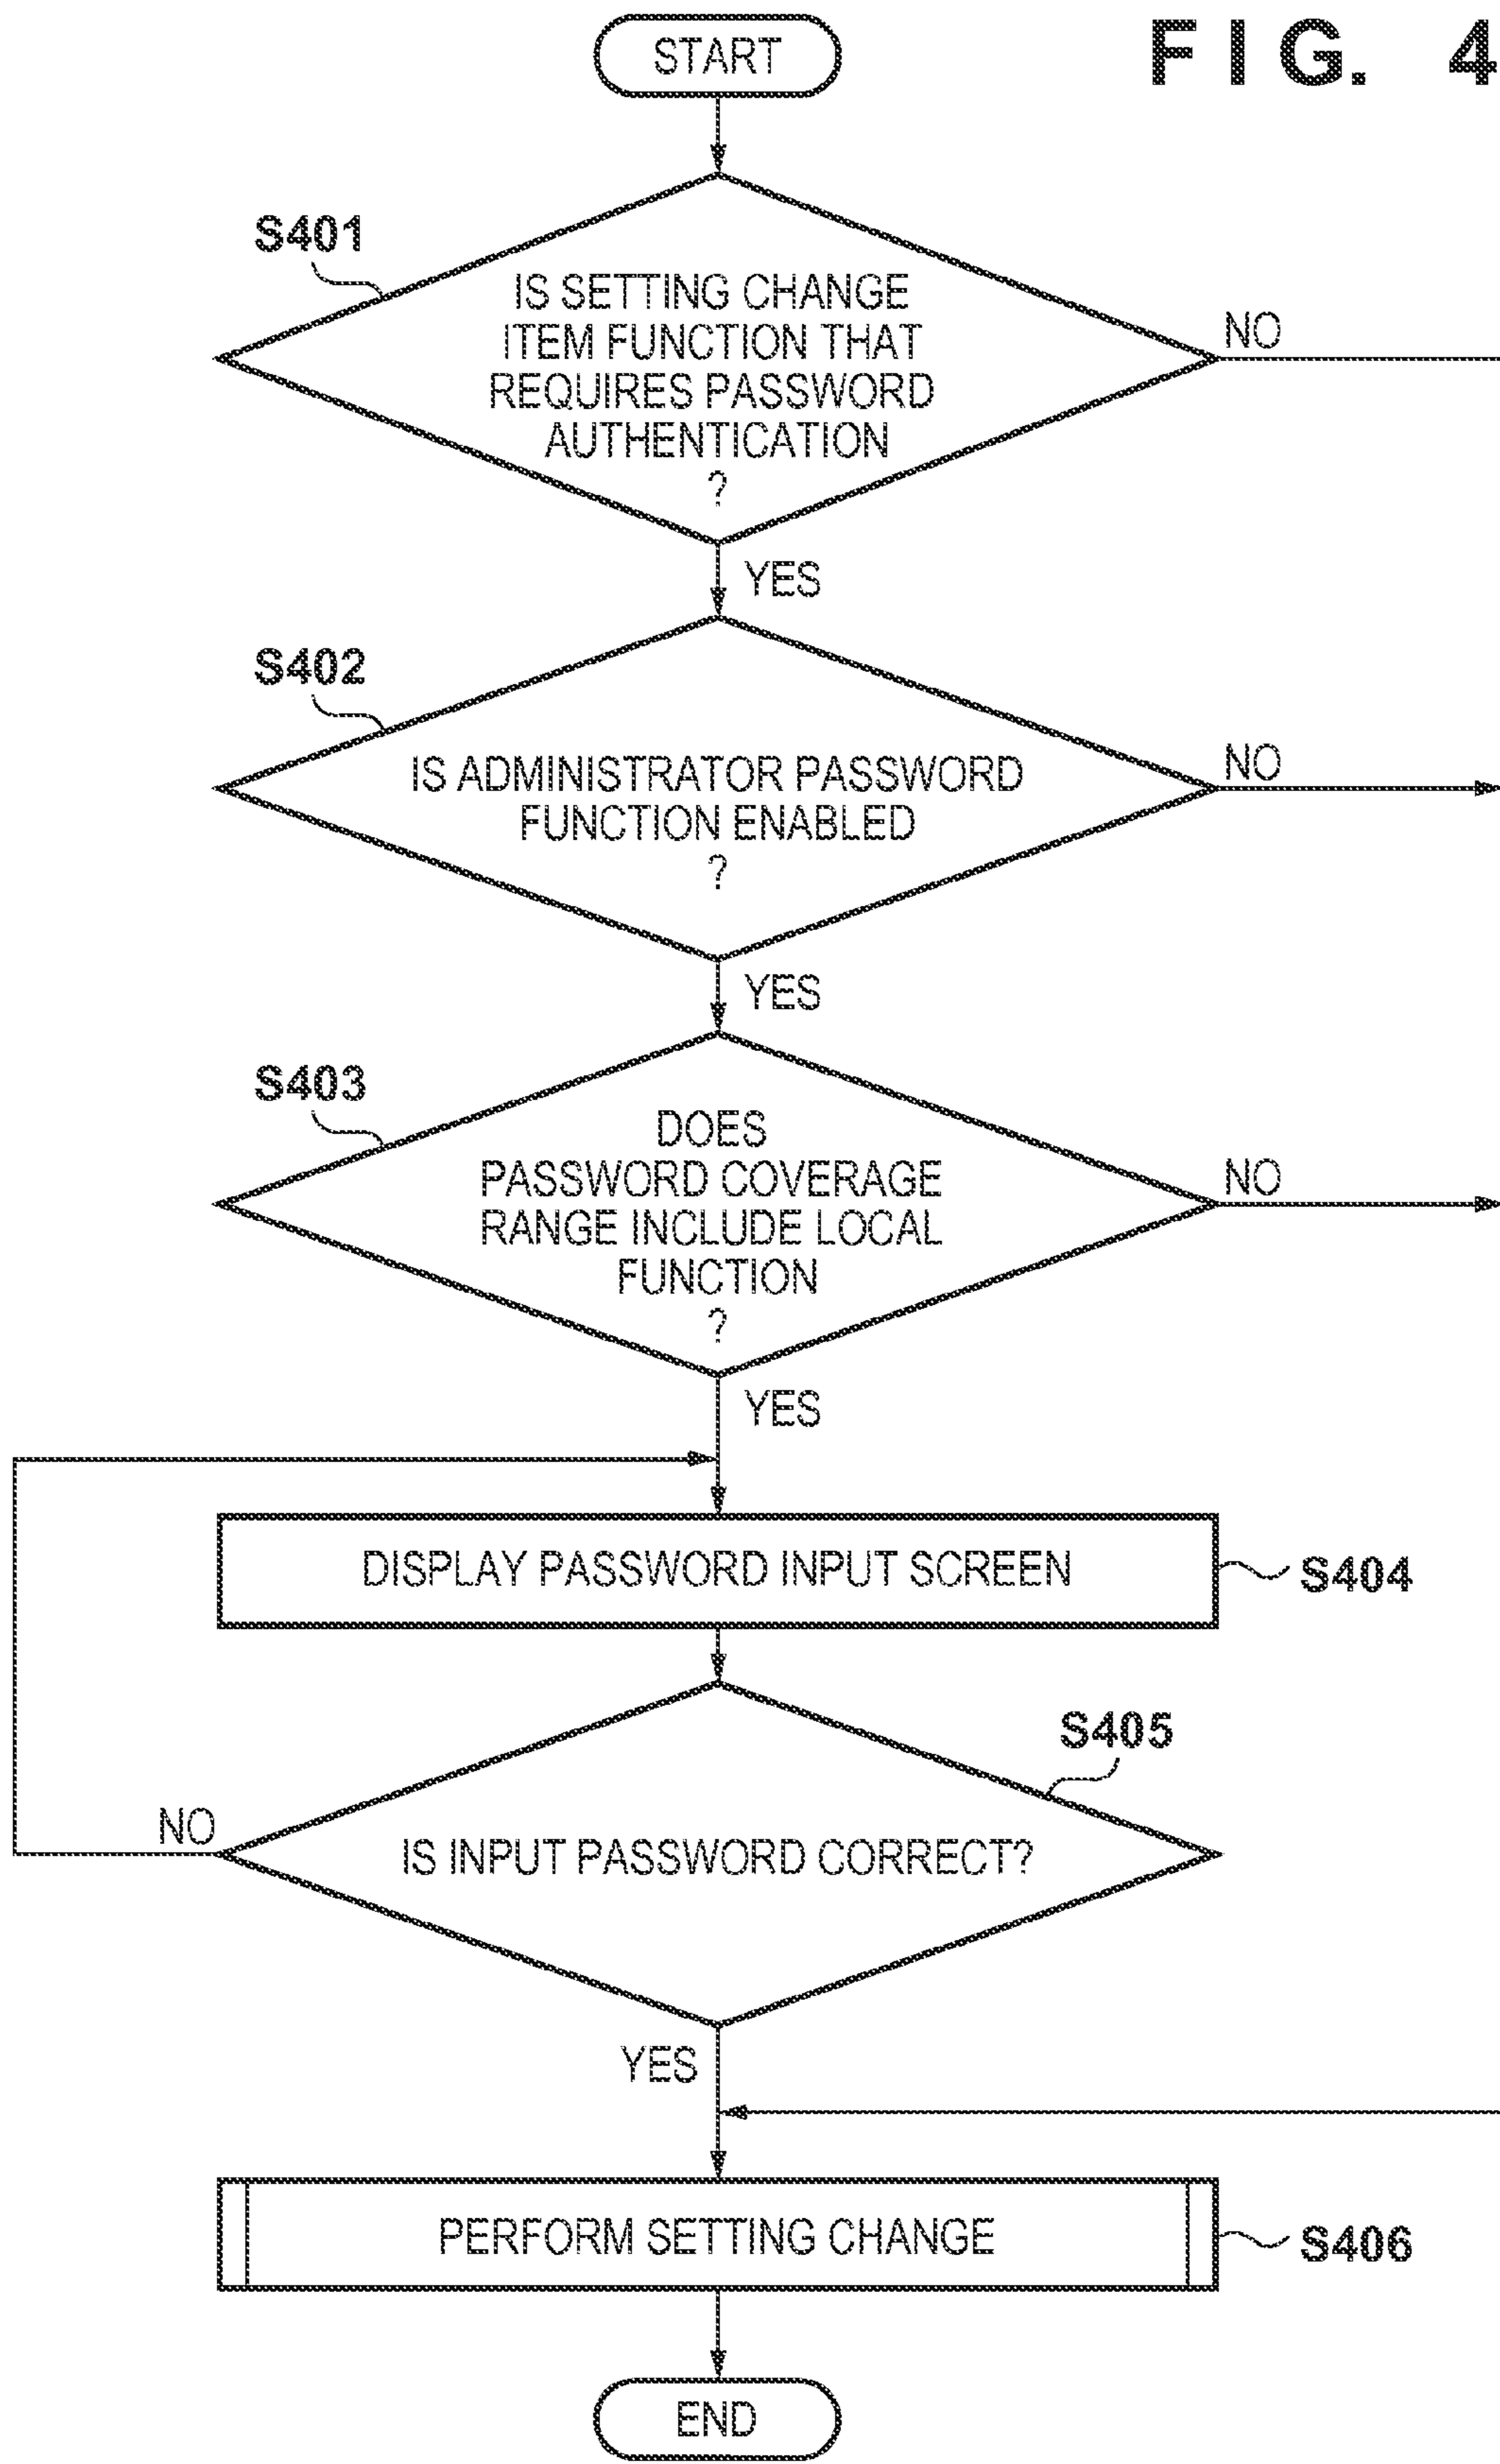 FIG. 4
START
S401
IS SETTING CHANGE
ITEM FUNCTION THAT
REQUIRES PASSWORD
AUTHENTICATION
?
NO
YES
S402
IS ADMINISTRATOR PASSWORD
FUNCTION ENABLED
?
NO
YES
S403
DOES
PASSWORD COVERAGE
RANGE INCLUDE LOCAL
FUNCTION
?
NO
YES
DISPLAY PASSWORD INPUT SCREEN
S404
S405
IS INPUT PASSWORD CORRECT?
NO
YES
PERFORM SETTING CHANGE
S406
END